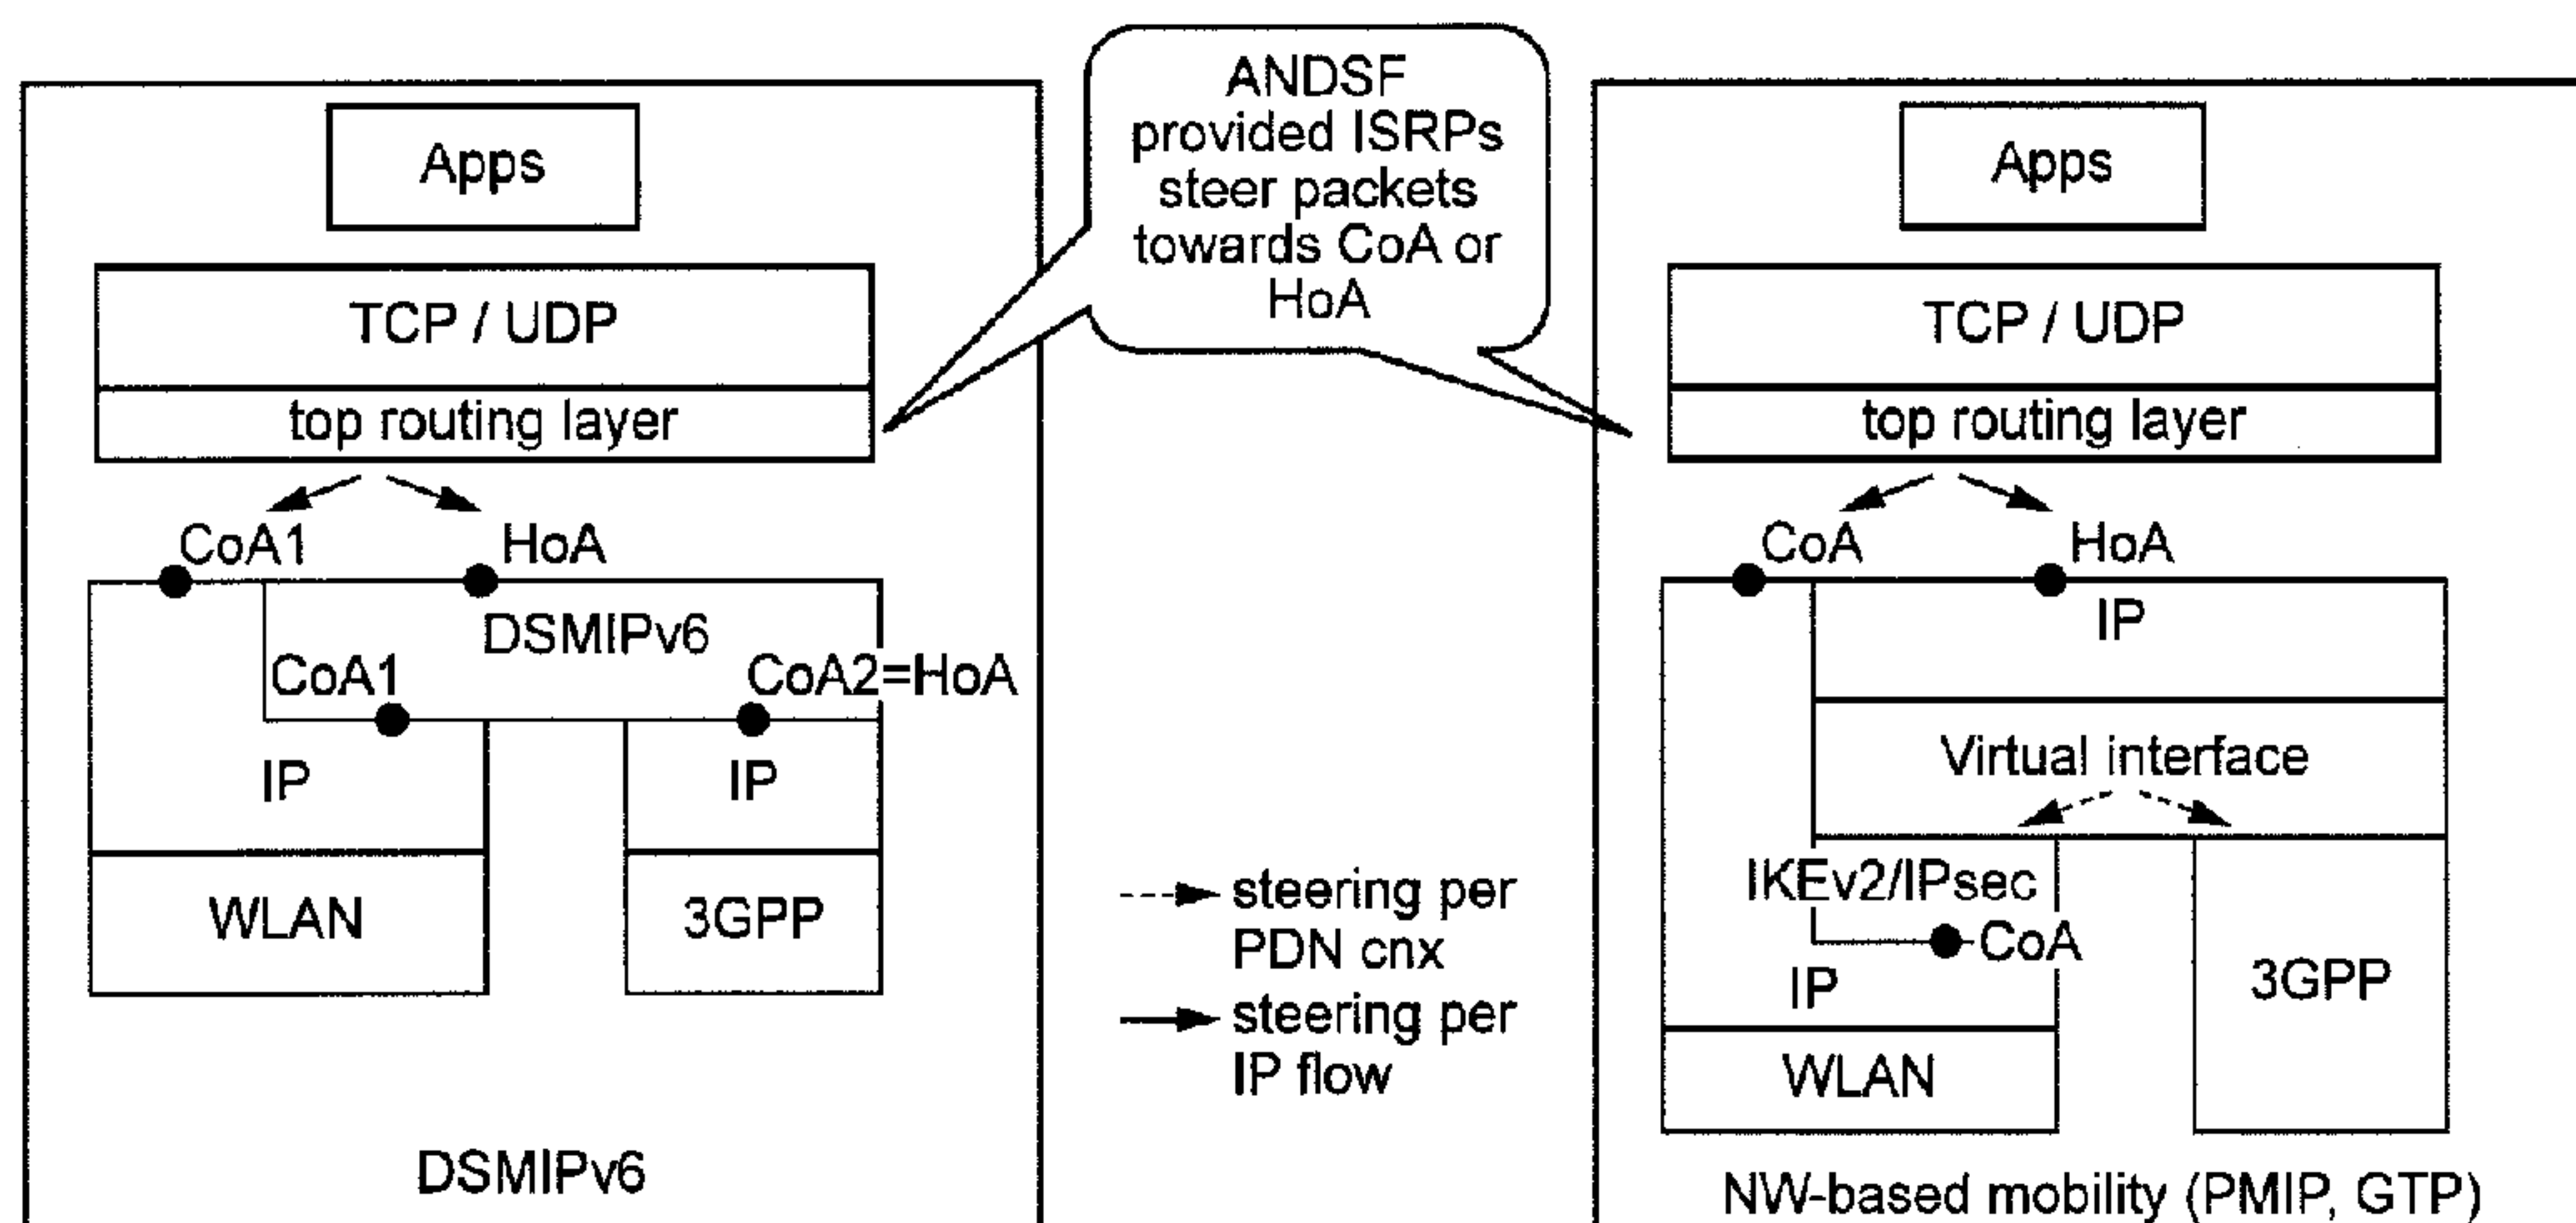 Apps
TCP / UDP
top routing layer
CoA1
HoA
DSMIPv6
CoA1
CoA2=HoA
IP
IP
WLAN
3GPP
DSMIPv6
ANDSF
provided ISRPs
steer packets
towards CoA or
HoA
steering per
PDN cnx
steering per
IP flow
Apps
TCP / UDP
top routing layer
CoA
HoA
IP
Virtual interface
IKEv2/IPsec
CoA
IP
3GPP
WLAN
NW-based mobility (PMIP, GTP)